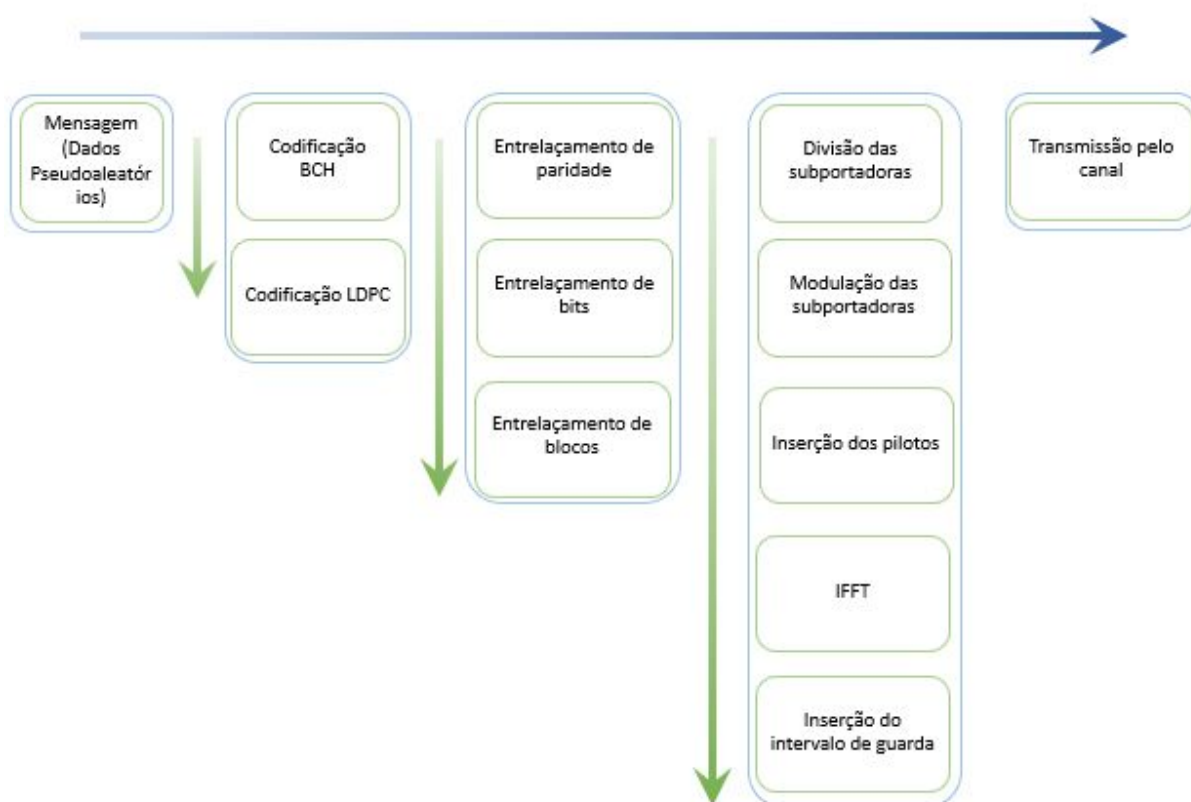 Mensagem
(Dados
Pseudoaleatór
ios)
Codificação
BCH
Codificação LDPC
Entrelaçamento de
paridade
Entrelaçamento de
bits
Entrelaçamento de
blocos
Divisão das
subportadoras
Modulação das
subportadoras
Inserção dos pilotos
IFFT
Inserção do
intervalo de guarda
Transmissão pelo
canal